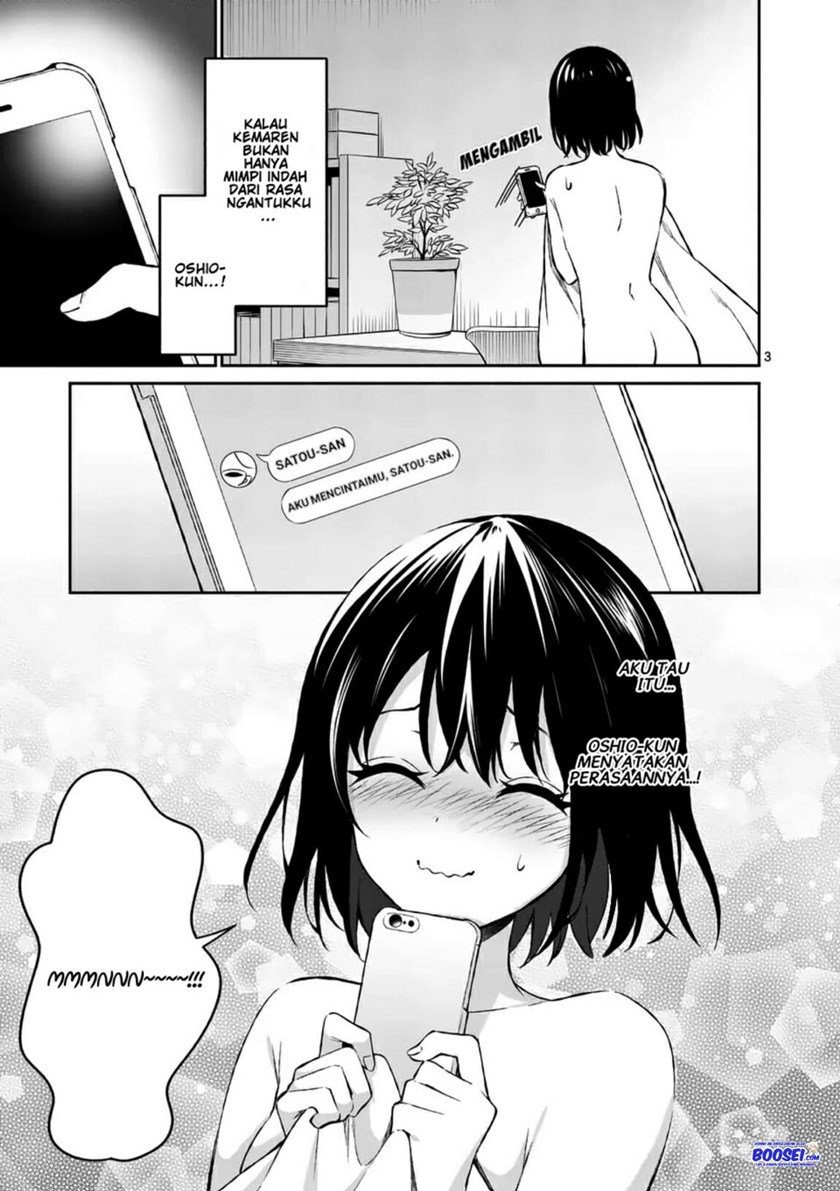 MENGAMBIL
KALAU
KEMAREN
BUKAN
HANYA
MIMPI INDAH
DARI RASA
NGANTUKKU
...
OSHIO-
KUN...!
3
SATOU-SAN
AKU MENCINTAIMU, SATOU-SAN.
AKU TAU
ITU...
OSHIO-KUN
MENYATAKAN
PERASAANNYA...!
MMMNNN~~~~!!!
BOOSEI.COM